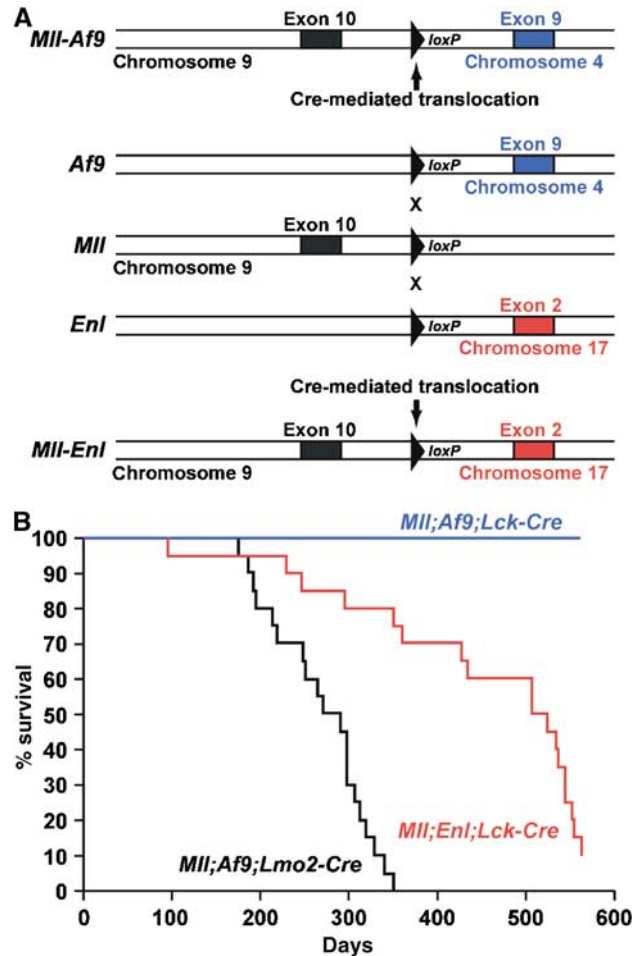 A
Exon 10 Exon 9
Mll-Af9 loxP
Chromosome 9 Chromosome 4
Cre-mediated translocation
Exon 9
Af9 loxP
Chromosome 4
X
Exon 10
Mll loxP
Chromosome 9
X
Exon 2
Enl loxP
Chromosome 17
Cre-mediated translocation
Exon 10 Exon 2
Mll-Enl loxP
Chromosome 9 Chromosome 17
B
Mll;Af9;Lck-Cre
100
90
80
70
60
50
40
30
20
10
0
% survival
Mll;Enl;Lck-Cre
Mll;Af9;Lmo2-Cre
0 100 200 300 400 500 600
Days